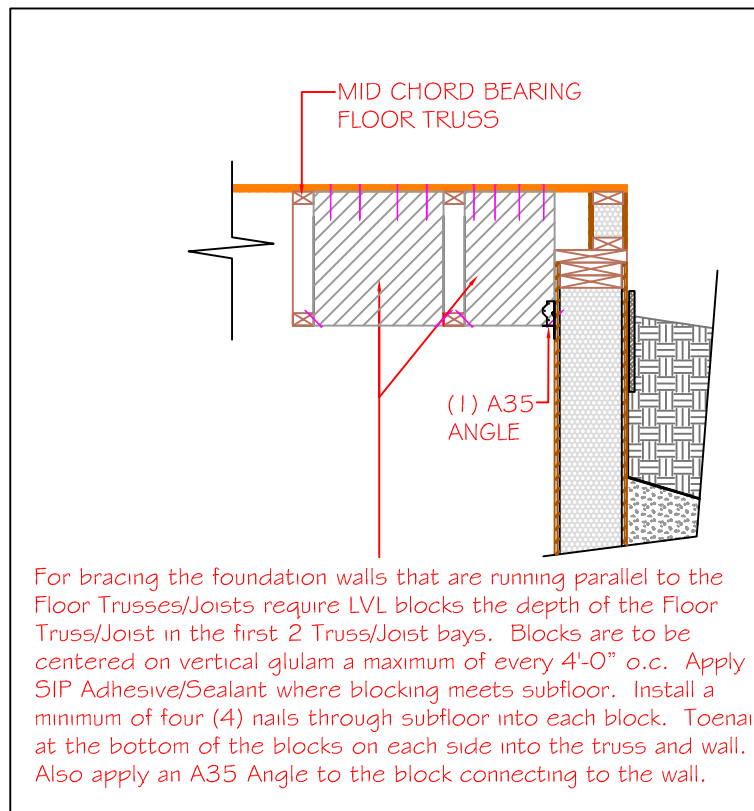 MID CHORD BEARING
FLOOR TRUSS
(1) A35
ANGLE
For bracing the foundation walls that are running parallel to the
Floor Trusses/Joists require LVL blocks the depth of the Floor
Truss/Joist in the first 2 Truss/Joist bays. Blocks are to be
centered on vertical glulam a maximum of every 4'-0" o.c. Apply
SIP Adhesive/Sealant where blocking meets subfloor. Install a
minimum of four (4) nails through subfloor into each block. Toenai
at the bottom of the blocks on each side into the truss and wall.
Also apply an A35 Angle to the block connecting to the wall.